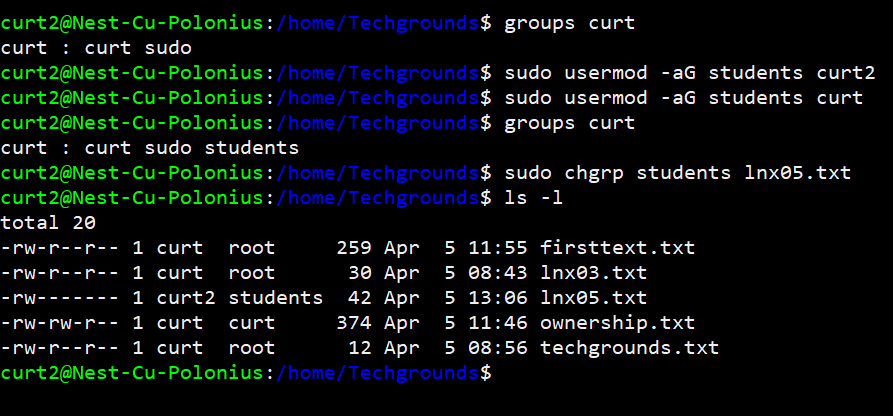 curt2@Nest-Cu-Polonius:/home/Techgrounds$ groups curt
curt : curt sudo
curt2@Nest-Cu-Polonius:/home/Techgrounds$ sudo usermod -aG students curt2
curt2@Nest-Cu-Polonius:/home/Techgrounds$ sudo usermod -aG students curt
curt2@Nest-Cu-Polonius:/home/Techgrounds$ groups curt
curt : curt sudo students
curt2@Nest-Cu-Polonius:/home/Techgrounds$ sudo chgrp students lnx05.txt
curt2@Nest-Cu-Polonius:/home/Techgrounds$ ls -l
total 20
-rw-r--r-- 1 curt  root     259 Apr  5 11:55 firsttext.txt
-rw-r--r-- 1 curt  root      30 Apr  5 08:43 lnx03.txt
-rw------- 1 curt2 students  42 Apr  5 13:06 lnx05.txt
-rw-rw-r-- 1 curt  curt     374 Apr  5 11:46 ownership.txt
-rw-r--r-- 1 curt  root      12 Apr  5 08:56 techgrounds.txt
curt2@Nest-Cu-Polonius:/home/Techgrounds$